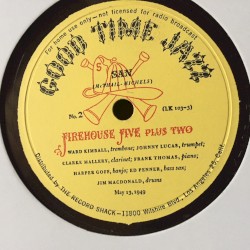 For home use only—not licensed for radio broadcast
GOOD TIME JAZZ
SAN
(McPHAIL-MICHELS)
No. 2
(LK 103-3)
FIREHOUSE FIVE PLUS TWO
WARD KIMBALL, trombone; JOHNNY LUCAS, trumpet;
CLARKE MALLERY, clarinet; FRANK THOMAS, piano;
HARPER GOFF, banjo; ED PENNER, bass sax;
JIM MACDONALD, drums
May 13, 1949
Distributed by THE RECORD SHACK—11800 Wilshire Blvd., Los Angeles 25, Calif.